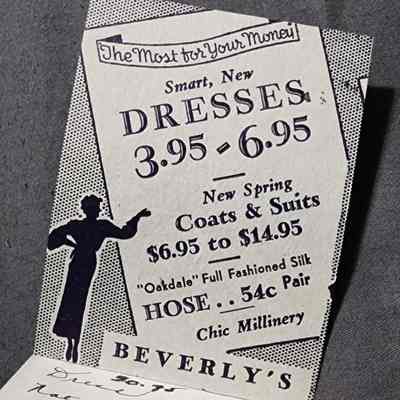 The Most for Your Money
Smart, New
DRESSES
3.95 - 6.95
New Spring
Coats & Suits
$6.95 to $14.95
"Oakdale" Full Fashioned Silk
HOSE . . 54c Pair
Chic Millinery
BEVERLY'S
Dress